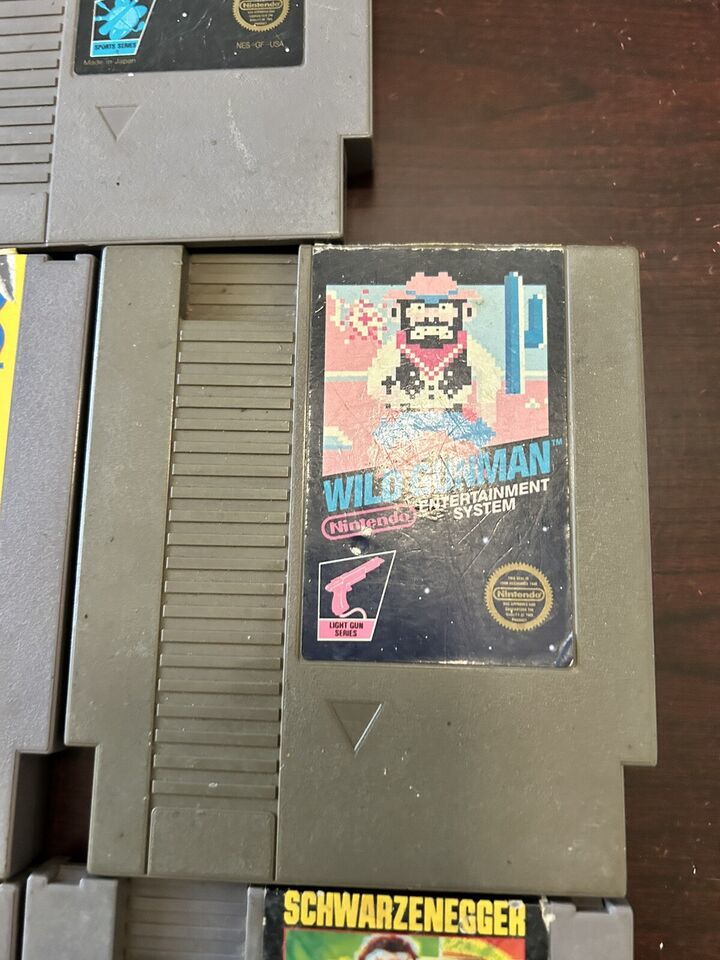 SPORTS SERIES
Made in Japan
Nintendo
NES-GF-USA
WILD GUNMAN™
Nintendo
ENTERTAINMENT
SYSTEM
LIGHT GUN
SERIES
Nintendo
SCHWARZENEGGER